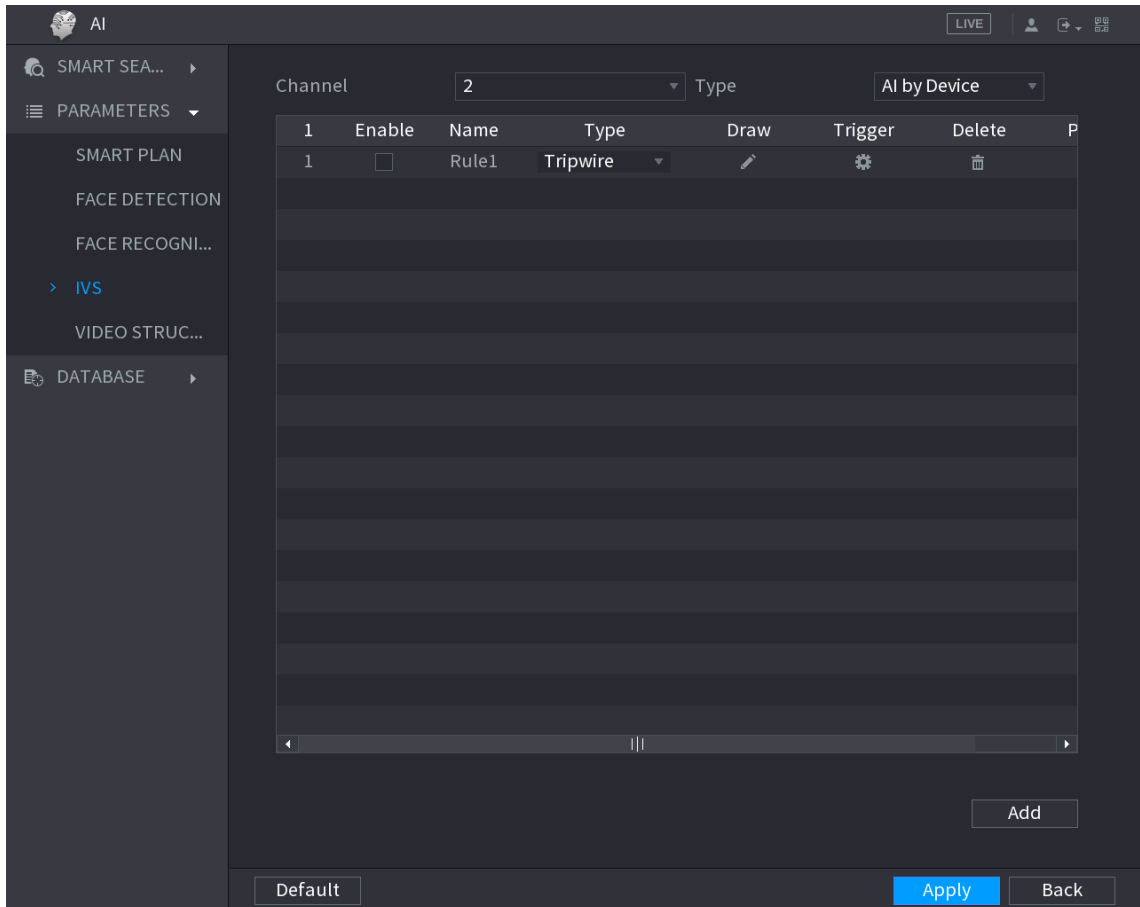 AI LIVE
SMART SEA...
PARAMETERS
SMART PLAN
FACE DETECTION
FACE RECOGNI...
IVS
VIDEO STRUC...
DATABASE
Channel 2 Type AI by Device
1 Enable Name Type Draw Trigger Delete P
1 Rule1 Tripwire
Add
Default Apply Back